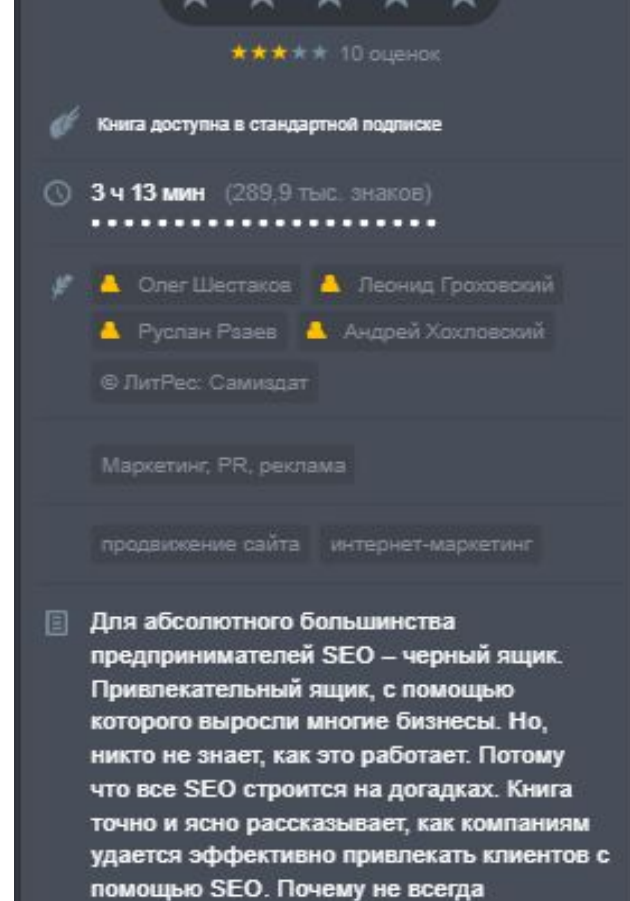 10 оценок
Книга доступна в стандартной подписке
3 ч 13 мин (289,9 тыс. знаков)
Олег Шестаков Леонид Гроховский
Руслан Рзаев Андрей Хохловский
© ЛитРес: Самиздат
Маркетинг, PR, реклама
продвижение сайта интернет-маркетинг
Для абсолютного большинства
предпринимателей SEO – черный ящик.
Привлекательный ящик, с помощью
которого выросли многие бизнесы. Но,
никто не знает, как это работает. Потому
что все SEO строится на догадках. Книга
точно и ясно рассказывает, как компаниям
удается эффективно привлекать клиентов с
помощью SEO. Почему не всегда